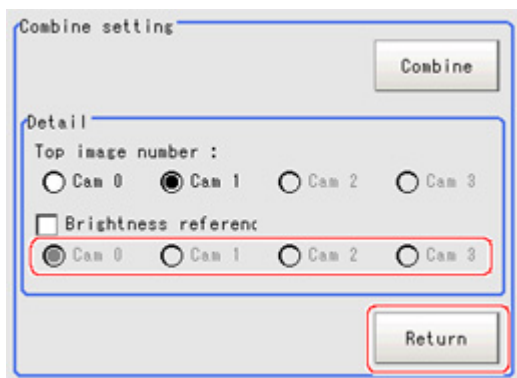 Combine setting
Combine
Detail
Top image number :
Cam 0 Cam 1 Cam 2 Cam 3
Brightness referenc
Cam 0 Cam 1 Cam 2 Cam 3
Return